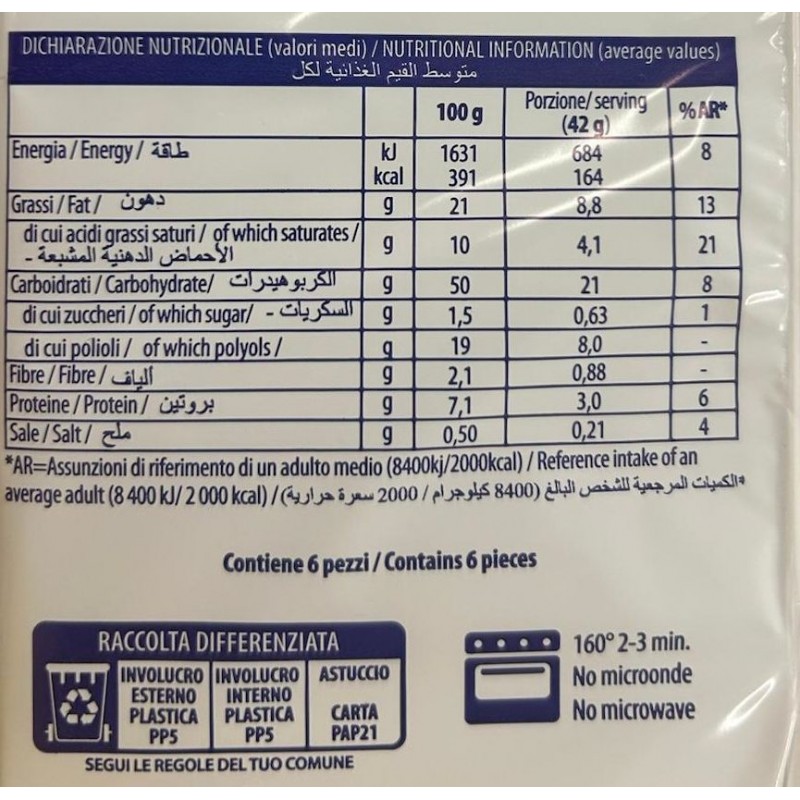 DICHIARAZIONE NUTRIZIONALE (valori medi) / NUTRITIONAL INFORMATION (average values)
متوسط القيم الغذائية لكل
100 g Porzione/serving (42 g) %AR*
Energia / Energy / طاقة kJ 1631 684 8
kcal 391 164
Grassi / Fat / دهون g 21 8,8 13
di cui acidi grassi saturi / of which saturates /
- الأحماض الدهنية المشبعة g 10 4,1 21
Carboidrati / Carbohydrate/ الكربوهيدرات g 50 21 8
di cui zuccheri / of which sugar/ - السكريات g 1,5 0,63 1
di cui polioli / of which polyols / g 19 8,0 -
Fibre / Fibre / ألياف g 2,1 0,88 -
Proteine / Protein / بروتين g 7,1 3,0 6
Sale / Salt / ملح g 0,50 0,21 4
*AR=Assunzioni di riferimento di un adulto medio (8400kj/2000kcal) / Reference intake of an
average adult (8 400 kJ/ 2 000 kcal) / *الكميات المرجعية للشخص البالغ (8400 كيلوجرام / 2000 سعرة حرارية)
Contiene 6 pezzi / Contains 6 pieces
RACCOLTA DIFFERENZIATA
INVOLUCRO ESTERNO PLASTICA PP5
INVOLUCRO INTERNO PLASTICA PP5
ASTUCCIO CARTA PAP21
SEGUI LE REGOLE DEL TUO COMUNE
160° 2-3 min.
No microonde
No microwave